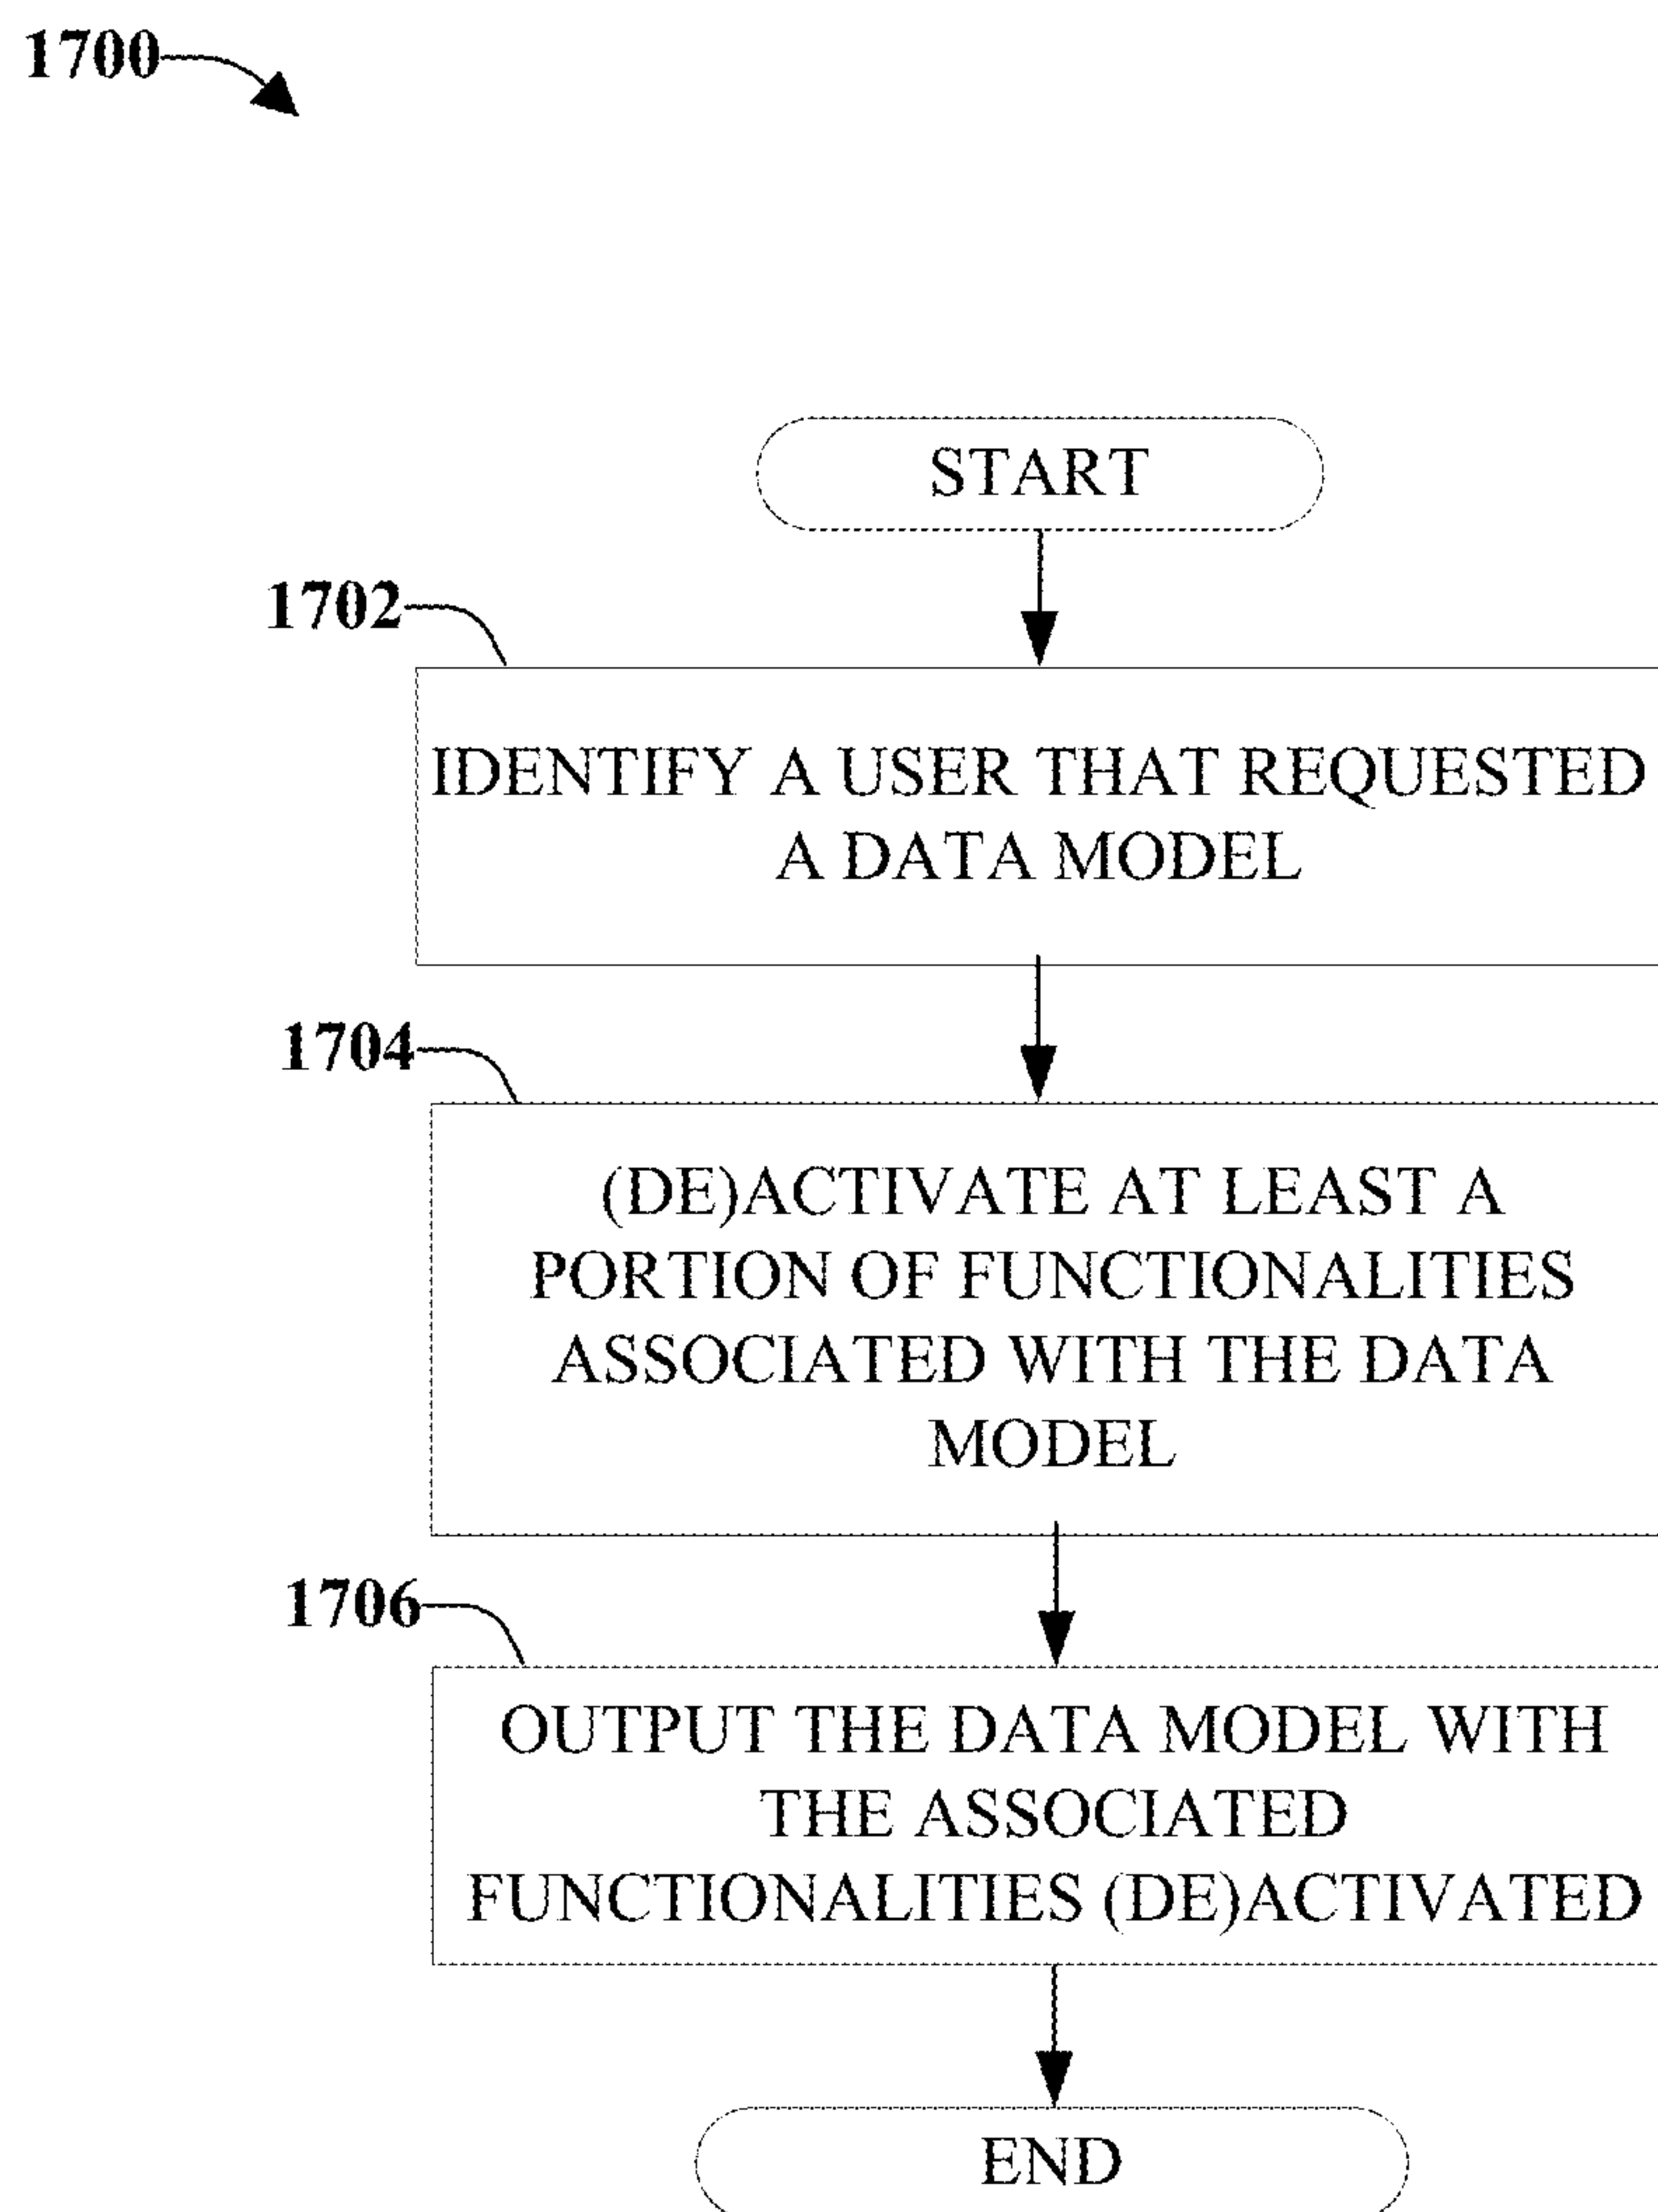 1700
START
1702
IDENTIFY A USER THAT REQUESTED
A DATA MODEL
1704
(DE)ACTIVATE AT LEAST A
PORTION OF FUNCTIONALITIES
ASSOCIATED WITH THE DATA
MODEL
1706
OUTPUT THE DATA MODEL WITH
THE ASSOCIATED
FUNCTIONALITIES (DE)ACTIVATED
END